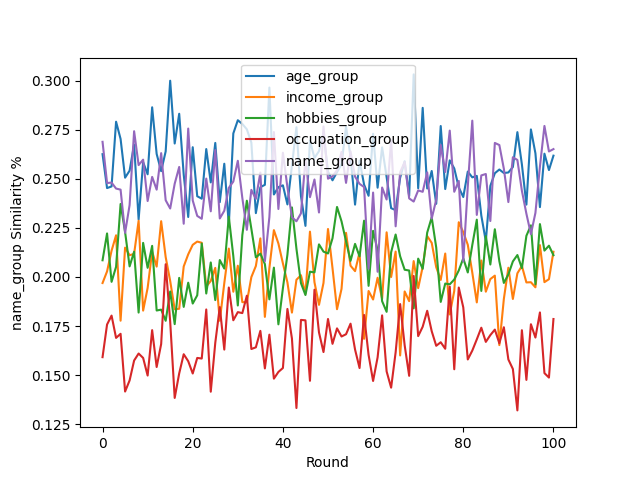 age_group
income_group
hobbies_group
occupation_group
name_group
name_group Similarity %
0.300
0.275
0.250
0.225
0.200
0.175
0.150
0.125
0 20 40 60 80 100
Round